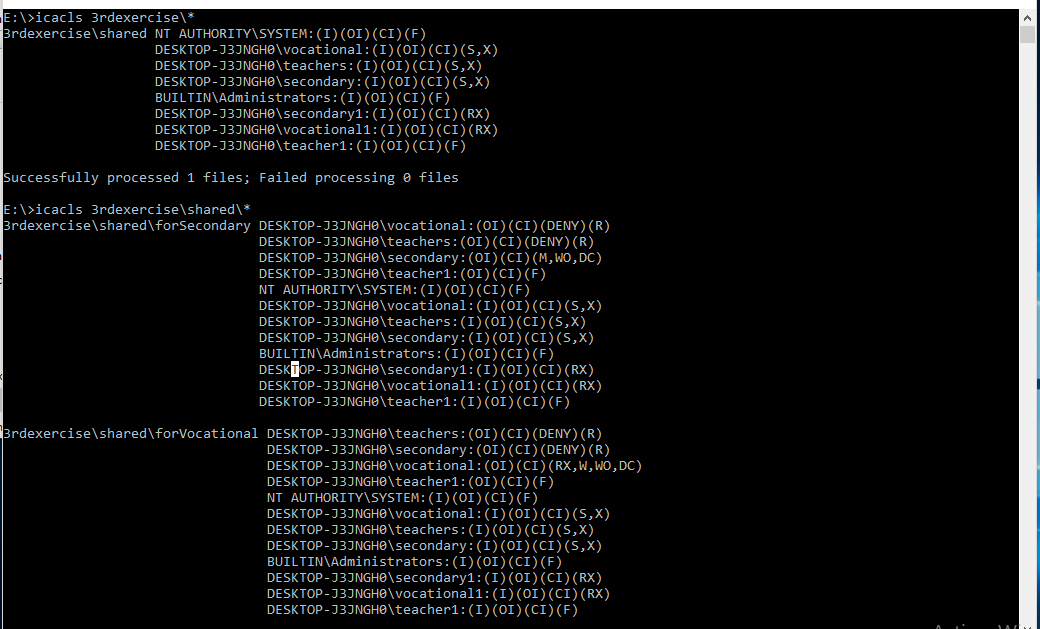 E:\>icacls 3rdexercise\*
3rdexercise\shared NT AUTHORITY\SYSTEM:(I)(OI)(CI)(F)
DESKTOP-J3JNGH0\vocational:(I)(OI)(CI)(S,X)
DESKTOP-J3JNGH0\teachers:(I)(OI)(CI)(S,X)
DESKTOP-J3JNGH0\secondary:(I)(OI)(CI)(S,X)
BUILTIN\Administrators:(I)(OI)(CI)(F)
DESKTOP-J3JNGH0\secondary1:(I)(OI)(CI)(RX)
DESKTOP-J3JNGH0\vocational1:(I)(OI)(CI)(RX)
DESKTOP-J3JNGH0\teacher1:(I)(OI)(CI)(F)
Successfully processed 1 files; Failed processing 0 files
E:\>icacls 3rdexercise\shared\*
3rdexercise\shared\forSecondary DESKTOP-J3JNGH0\vocational:(OI)(CI)(DENY)(R)
DESKTOP-J3JNGH0\teachers:(OI)(CI)(DENY)(R)
DESKTOP-J3JNGH0\secondary:(OI)(CI)(M,WO,DC)
DESKTOP-J3JNGH0\teacher1:(OI)(CI)(F)
NT AUTHORITY\SYSTEM:(I)(OI)(CI)(F)
DESKTOP-J3JNGH0\vocational:(I)(OI)(CI)(S,X)
DESKTOP-J3JNGH0\teachers:(I)(OI)(CI)(S,X)
DESKTOP-J3JNGH0\secondary:(I)(OI)(CI)(S,X)
BUILTIN\Administrators:(I)(OI)(CI)(F)
DESKTOP-J3JNGH0\secondary1:(I)(OI)(CI)(RX)
DESKTOP-J3JNGH0\vocational1:(I)(OI)(CI)(RX)
DESKTOP-J3JNGH0\teacher1:(I)(OI)(CI)(F)
3rdexercise\shared\forVocational DESKTOP-J3JNGH0\teachers:(OI)(CI)(DENY)(R)
DESKTOP-J3JNGH0\secondary:(OI)(CI)(DENY)(R)
DESKTOP-J3JNGH0\vocational:(OI)(CI)(RX,W,WO,DC)
DESKTOP-J3JNGH0\teacher1:(OI)(CI)(F)
NT AUTHORITY\SYSTEM:(I)(OI)(CI)(F)
DESKTOP-J3JNGH0\vocational:(I)(OI)(CI)(S,X)
DESKTOP-J3JNGH0\teachers:(I)(OI)(CI)(S,X)
DESKTOP-J3JNGH0\secondary:(I)(OI)(CI)(S,X)
BUILTIN\Administrators:(I)(OI)(CI)(F)
DESKTOP-J3JNGH0\secondary1:(I)(OI)(CI)(RX)
DESKTOP-J3JNGH0\vocational1:(I)(OI)(CI)(RX)
DESKTOP-J3JNGH0\teacher1:(I)(OI)(CI)(F)